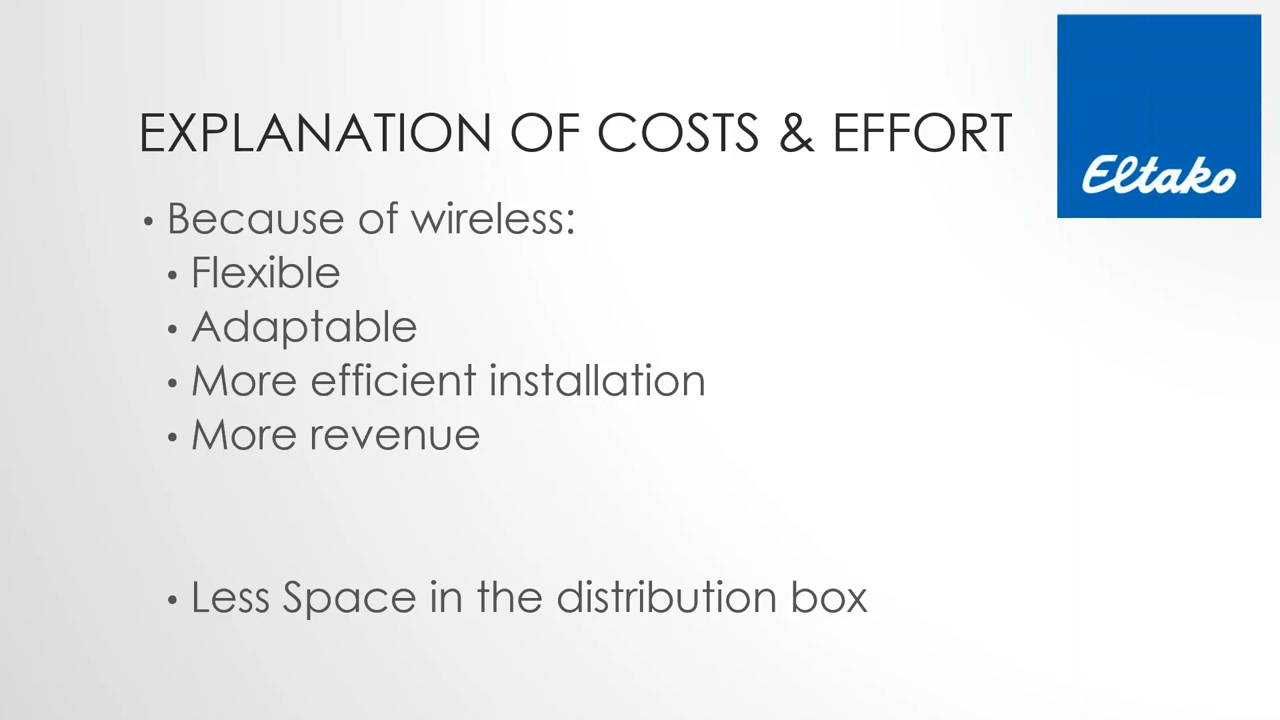 Eltako
EXPLANATION OF COSTS & EFFORT
• Because of wireless:
• Flexible
• Adaptable
• More efficient installation
• More revenue
• Less Space in the distribution box